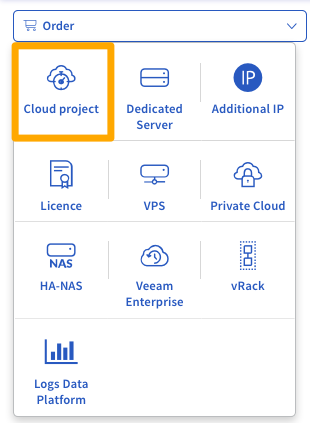 Order
Cloud project
Dedicated
Server
IP
Additional IP
Licence
VPS
Private Cloud
NAS
HA-NAS
Veeam
Enterprise
vRack
Logs Data
Platform